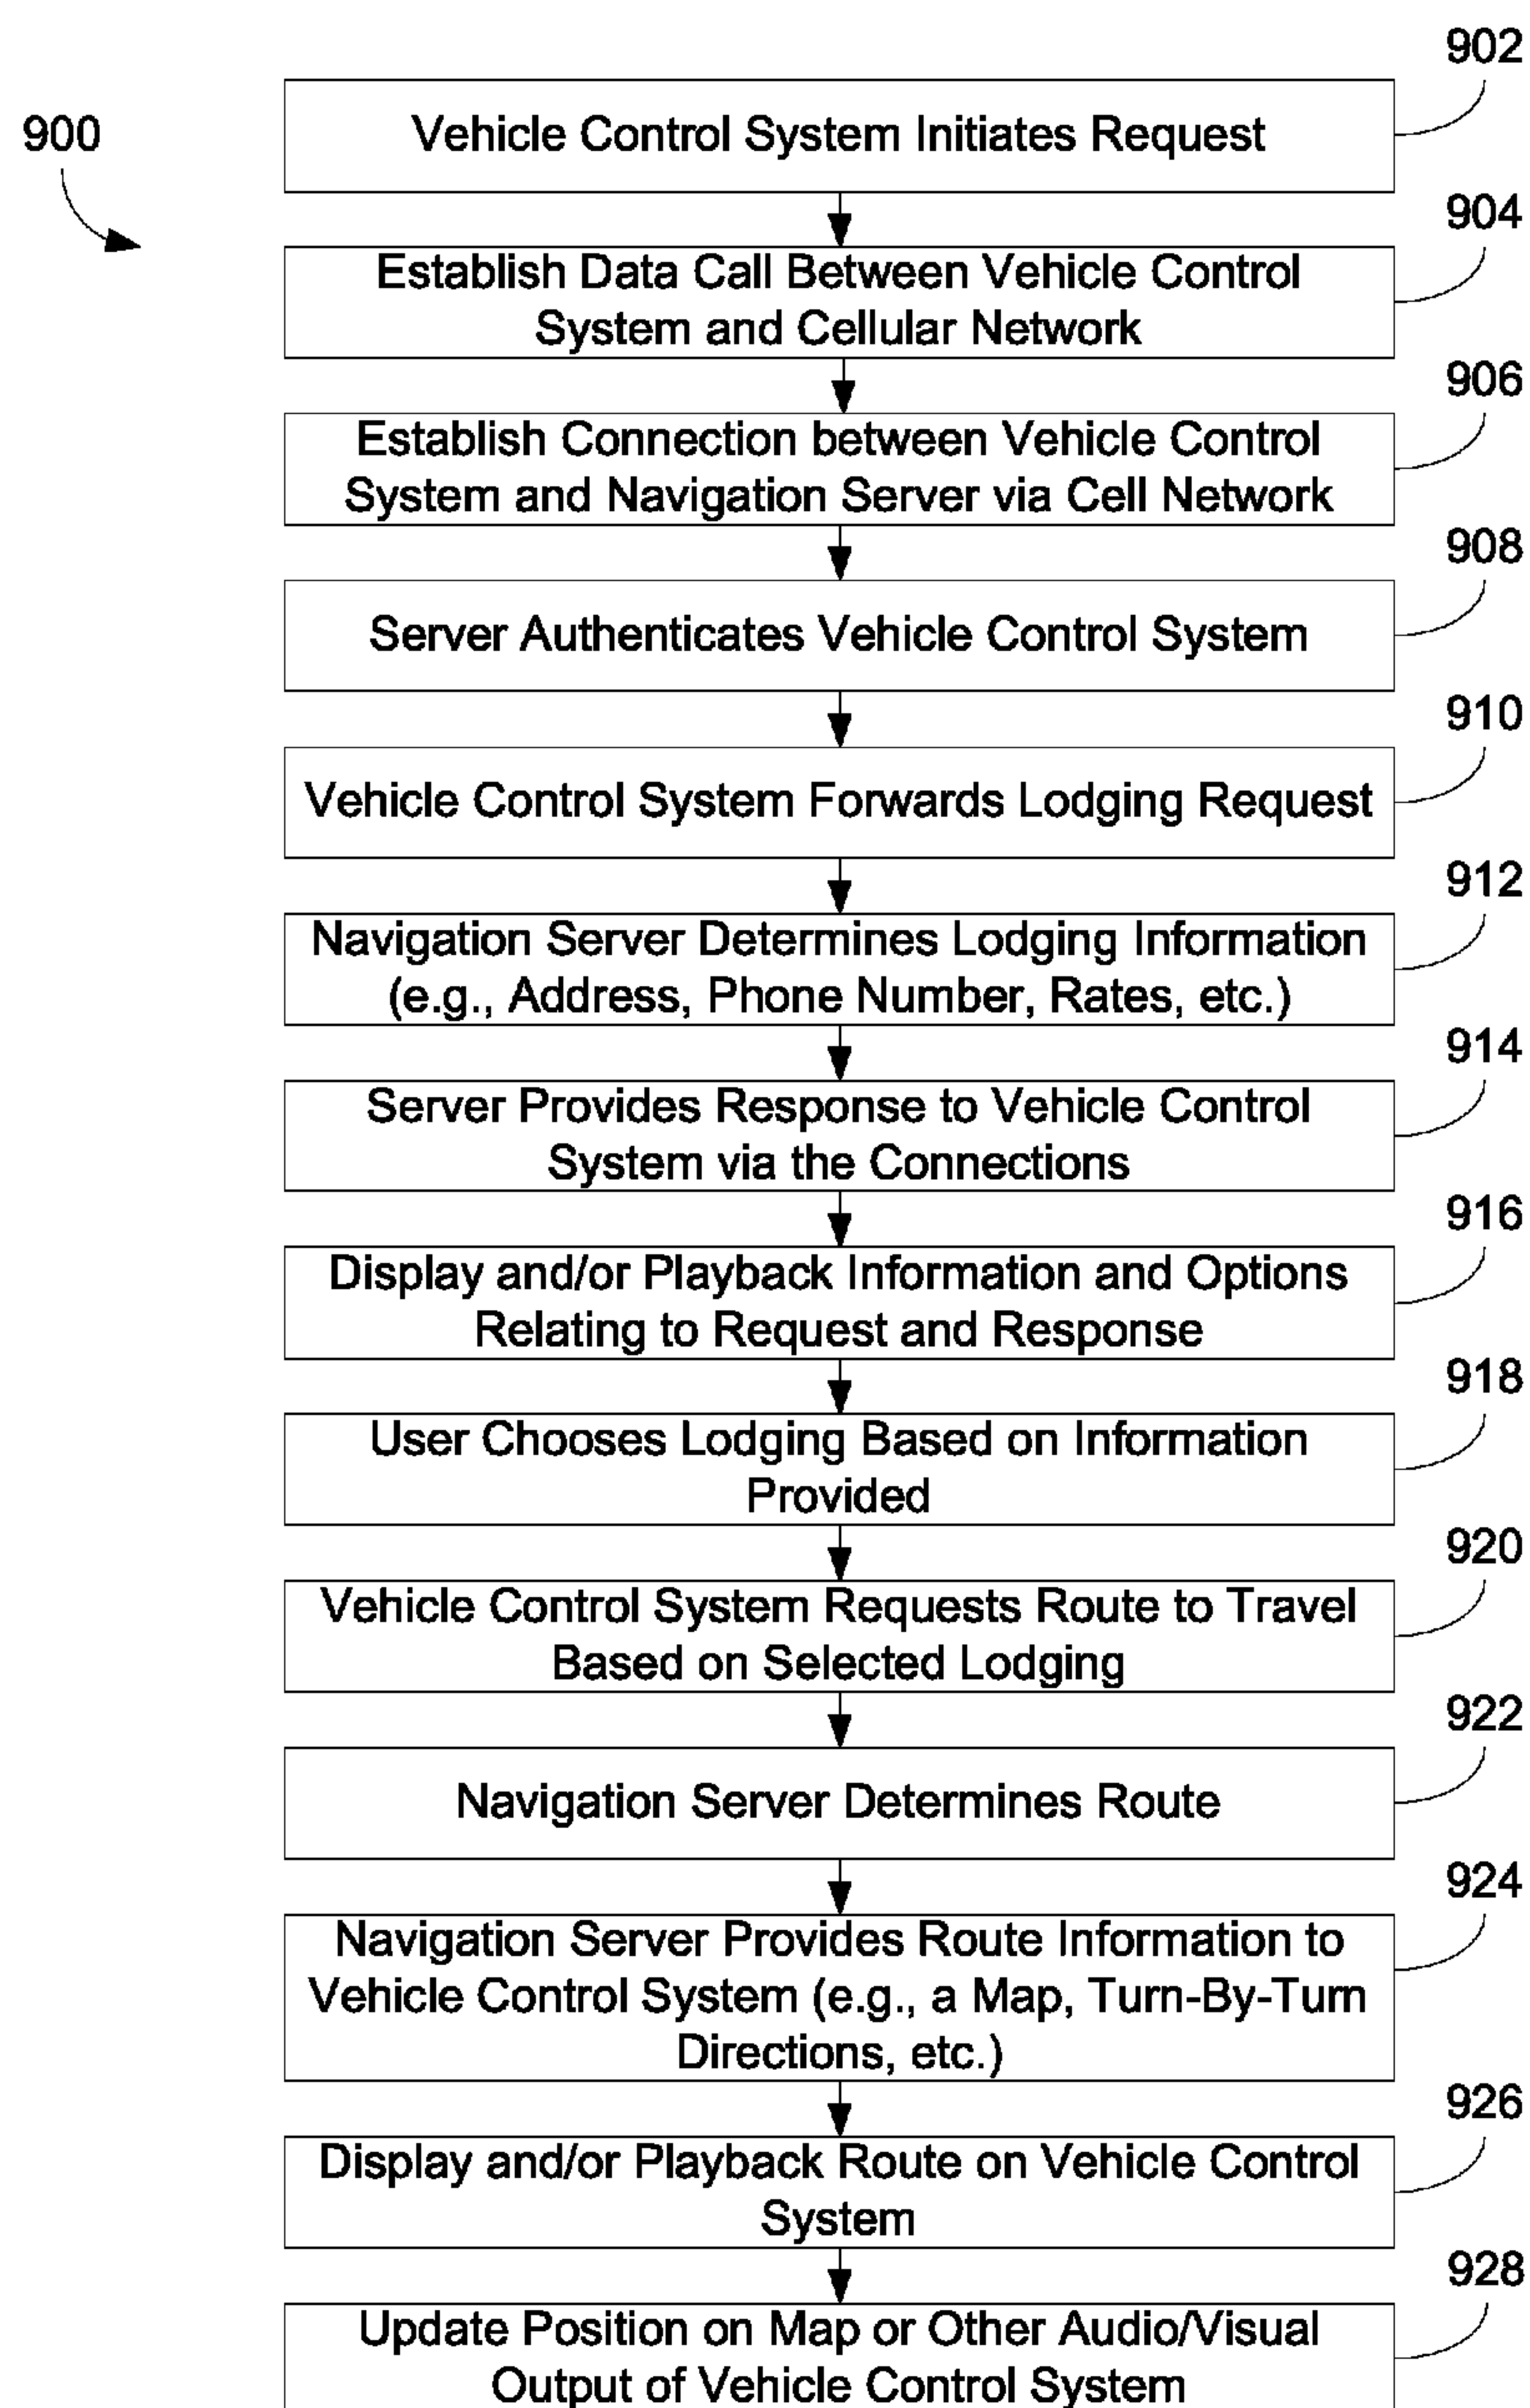 902
900
Vehicle Control System Initiates Request
904
Establish Data Call Between Vehicle Control
System and Cellular Network
906
Establish Connection between Vehicle Control
System and Navigation Server via Cell Network
908
Server Authenticates Vehicle Control System
910
Vehicle Control System Forwards Lodging Request
912
Navigation Server Determines Lodging Information
(e.g., Address, Phone Number, Rates, etc.)
914
Server Provides Response to Vehicle Control
System via the Connections
916
Display and/or Playback Information and Options
Relating to Request and Response
918
User Chooses Lodging Based on Information
Provided
920
Vehicle Control System Requests Route to Travel
Based on Selected Lodging
922
Navigation Server Determines Route
924
Navigation Server Provides Route Information to
Vehicle Control System (e.g., a Map, Turn-By-Turn
Directions, etc.)
926
Display and/or Playback Route on Vehicle Control
System
928
Update Position on Map or Other Audio/Visual
Output of Vehicle Control System